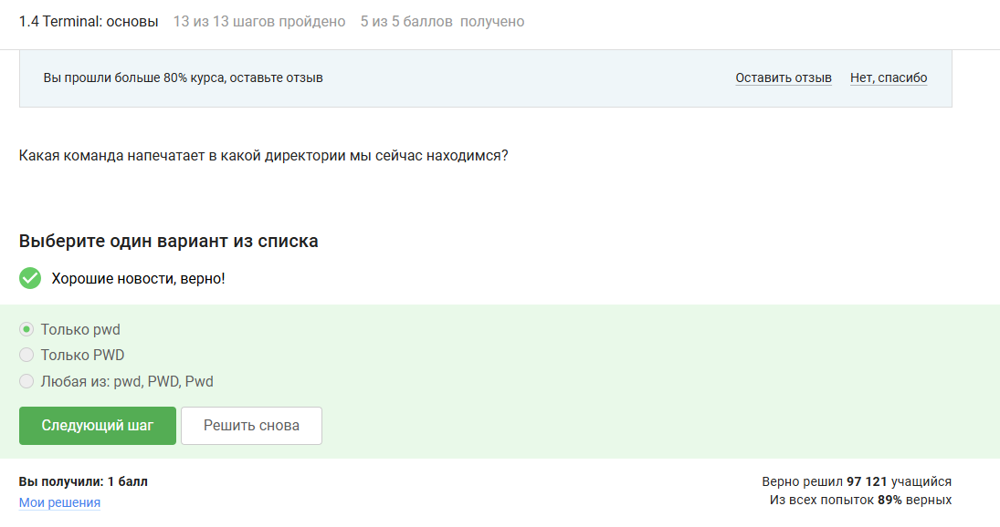 1.4 Terminal: основы 13 из 13 шагов пройдено 5 из 5 баллов получено
Вы прошли больше 80% курса, оставьте отзыв Оставить отзыв Нет, спасибо
Какая команда напечатает в какой директории мы сейчас находимся?
Выберите один вариант из списка
Хорошие новости, верно!
Только pwd
Только PWD
Любая из: pwd, PWD, Pwd
Следующий шаг Решить снова
Вы получили: 1 балл Верно решил 97 121 учащийся
Мои решения Из всех попыток 89% верных